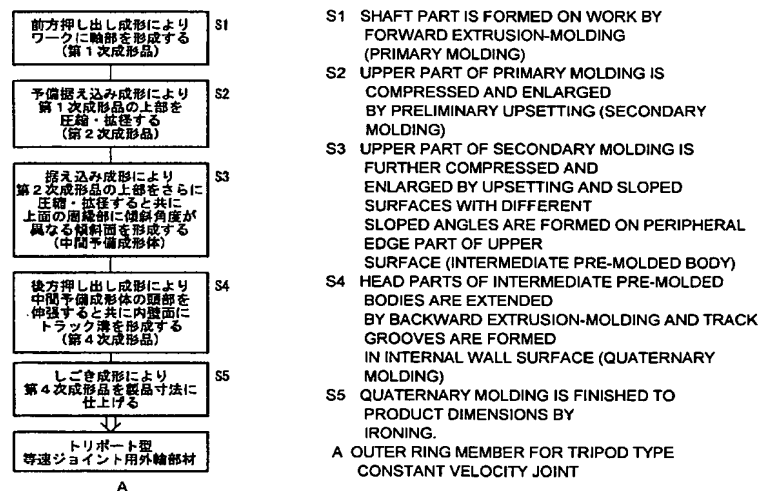 前方押し出し成形により
ワークに軸部を形成する
(第1次成形品)
S1
予備据え込み成形により
第1次成形品の上部を
圧縮・拡径する
(第2次成形品)
S2
据え込み成形により
第2次成形品の上部をさらに
圧縮・拡径すると共に
上面の周縁部に傾斜角度が
異なる傾斜面を形成する
(中間予備成形体)
S3
後方押し出し成形により
中間予備成形体の頭部を
伸張すると共に内壁面に
トラック溝を形成する
(第4次成形品)
S4
しごき成形により
第4次成形品を製品寸法に
仕上げる
S5
トリポート型
等速ジョイント用外輪部材
A
S1 SHAFT PART IS FORMED ON WORK BY
FORWARD EXTRUSION-MOLDING
(PRIMARY MOLDING)
S2 UPPER PART OF PRIMARY MOLDING IS
COMPRESSED AND ENLARGED
BY PRELIMINARY UPSETTING (SECONDARY
MOLDING)
S3 UPPER PART OF SECONDARY MOLDING IS
FURTHER COMPRESSED AND
ENLARGED BY UPSETTING AND SLOPED
SURFACES WITH DIFFERENT
SLOPED ANGLES ARE FORMED ON PERIPHERAL
EDGE PART OF UPPER
SURFACE (INTERMEDIATE PRE-MOLDED BODY)
S4 HEAD PARTS OF INTERMEDIATE PRE-MOLDED
BODIES ARE EXTENDED
BY BACKWARD EXTRUSION-MOLDING AND TRACK
GROOVES ARE FORMED
IN INTERNAL WALL SURFACE (QUATERNARY
MOLDING)
S5 QUATERNARY MOLDING IS FINISHED TO
PRODUCT DIMENSIONS BY
IRONING.
A OUTER RING MEMBER FOR TRIPOD TYPE
CONSTANT VELOCITY JOINT